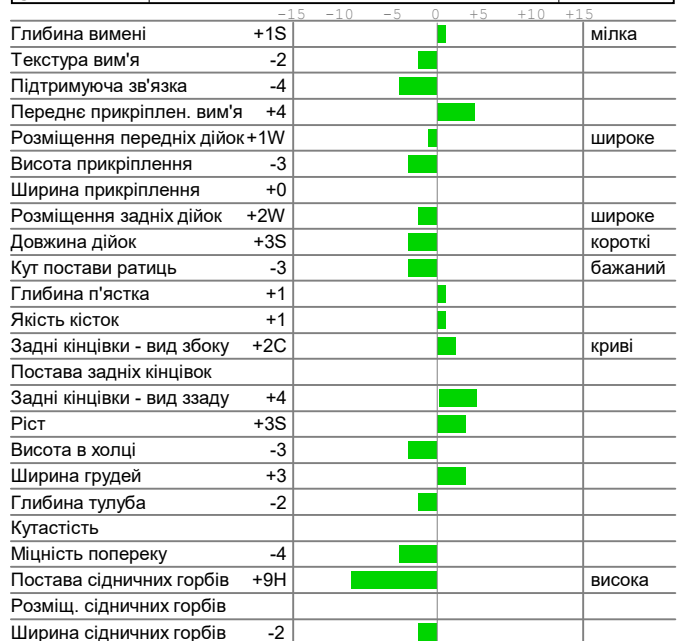 -15 -10 -5 0 +5 +10 +15
Глибина вимені +1S мілка
Текстура вим'я -2
Підтримуюча зв'язка -4
Переднє прикріплен. вим'я +4
Розміщення передніх дійок +1W широке
Висота прикріплення -3
Ширина прикріплення +0
Розміщення задніх дійок +2W широке
Довжина дійок +3S короткі
Кут постави ратиць -3 бажаний
Глибина п'ястка +1
Якість кісток +1
Задні кінцівки - вид збоку +2C криві
Постава задніх кінцівок
Задні кінцівки - вид ззаду +4
Ріст +3S
Висота в холці -3
Ширина грудей +3
Глибина тулуба -2
Кутастість
Міцність попереку -4
Постава сідничних горбів +9H висока
Розміщ. сідничних горбів
Ширина сідничних горбів -2